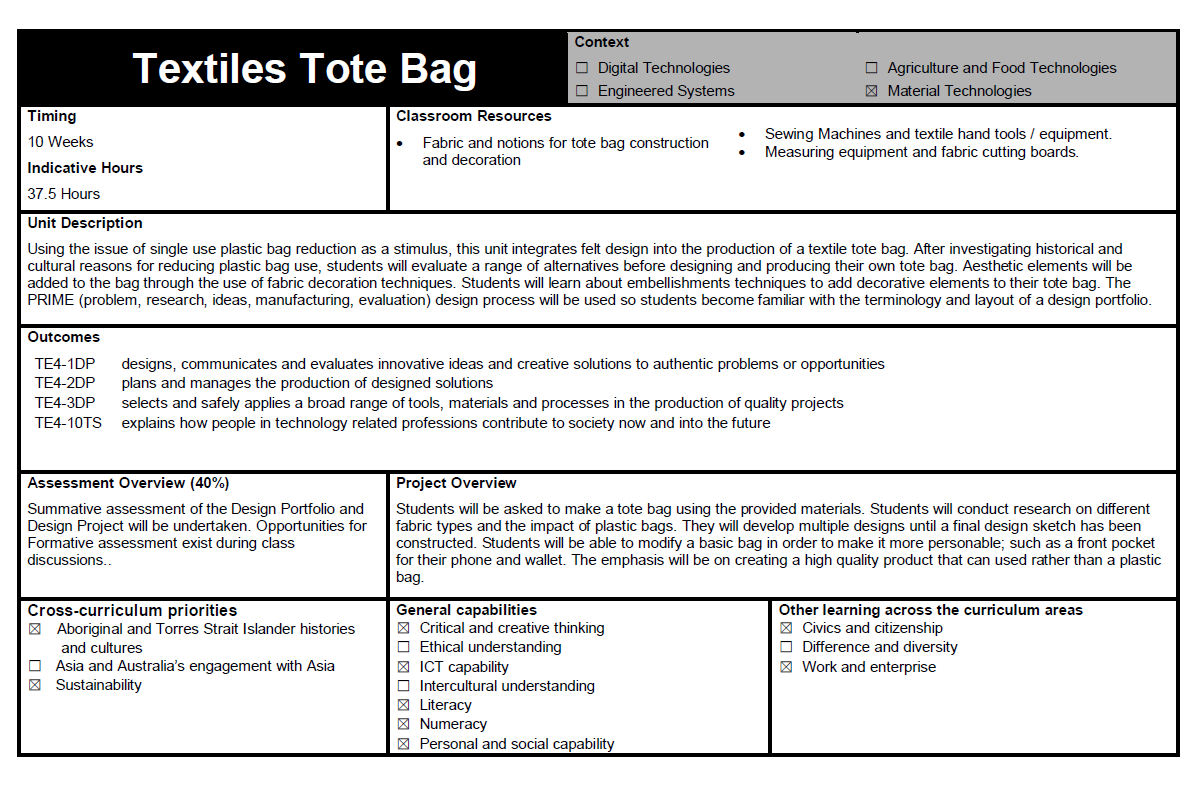 Textiles Tote Bag
Context
☐ Digital Technologies
☐ Agriculture and Food Technologies
☐ Engineered Systems
☒ Material Technologies
Timing
10 Weeks
Indicative Hours
37.5 Hours
Classroom Resources
• Fabric and notions for tote bag construction
and decoration
• Sewing Machines and textile hand tools / equipment.
• Measuring equipment and fabric cutting boards.
Unit Description
Using the issue of single use plastic bag reduction as a stimulus, this unit integrates felt design into the production of a textile tote bag. After investigating historical and
cultural reasons for reducing plastic bag use, students will evaluate a range of alternatives before designing and producing their own tote bag. Aesthetic elements will be
added to the bag through the use of fabric decoration techniques. Students will learn about embellishments techniques to add decorative elements to their tote bag. The
PRIME (problem, research, ideas, manufacturing, evaluation) design process will be used so students become familiar with the terminology and layout of a design portfolio.
Outcomes
TE4-1DP designs, communicates and evaluates innovative ideas and creative solutions to authentic problems or opportunities
TE4-2DP plans and manages the production of designed solutions
TE4-3DP selects and safely applies a broad range of tools, materials and processes in the production of quality projects
TE4-10TS explains how people in technology related professions contribute to society now and into the future
Assessment Overview (40%)
Summative assessment of the Design Portfolio and
Design Project will be undertaken. Opportunities for
Formative assessment exist during class
discussions..
Project Overview
Students will be asked to make a tote bag using the provided materials. Students will conduct research on different
fabric types and the impact of plastic bags. They will develop multiple designs until a final design sketch has been
constructed. Students will be able to modify a basic bag in order to make it more personable; such as a front pocket
for their phone and wallet. The emphasis will be on creating a high quality product that can used rather than a plastic
bag.
Cross-curriculum priorities
☒ Aboriginal and Torres Strait Islander histories
and cultures
☐ Asia and Australia's engagement with Asia
☒ Sustainability
General capabilities
☒ Critical and creative thinking
☐ Ethical understanding
☒ ICT capability
☐ Intercultural understanding
☒ Literacy
☒ Numeracy
☒ Personal and social capability
Other learning across the curriculum areas
☒ Civics and citizenship
☐ Difference and diversity
☒ Work and enterprise